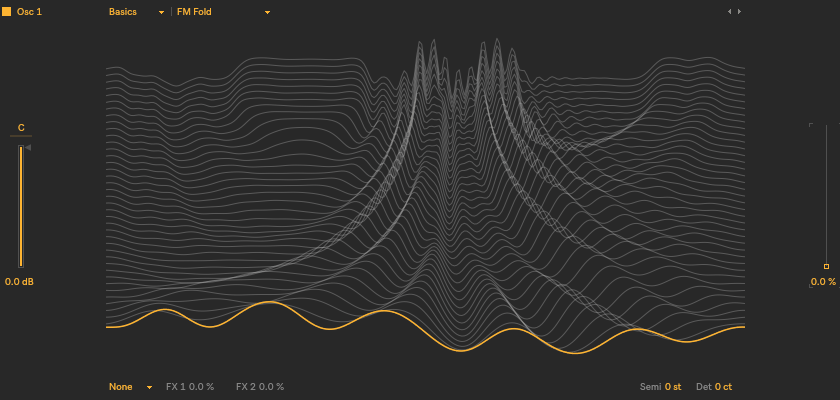 Osc 1 Basics FM Fold
C
0.0 dB 0.0 %
None FX 1 0.0 % FX 2 0.0 % Semi 0 st Det 0 ct